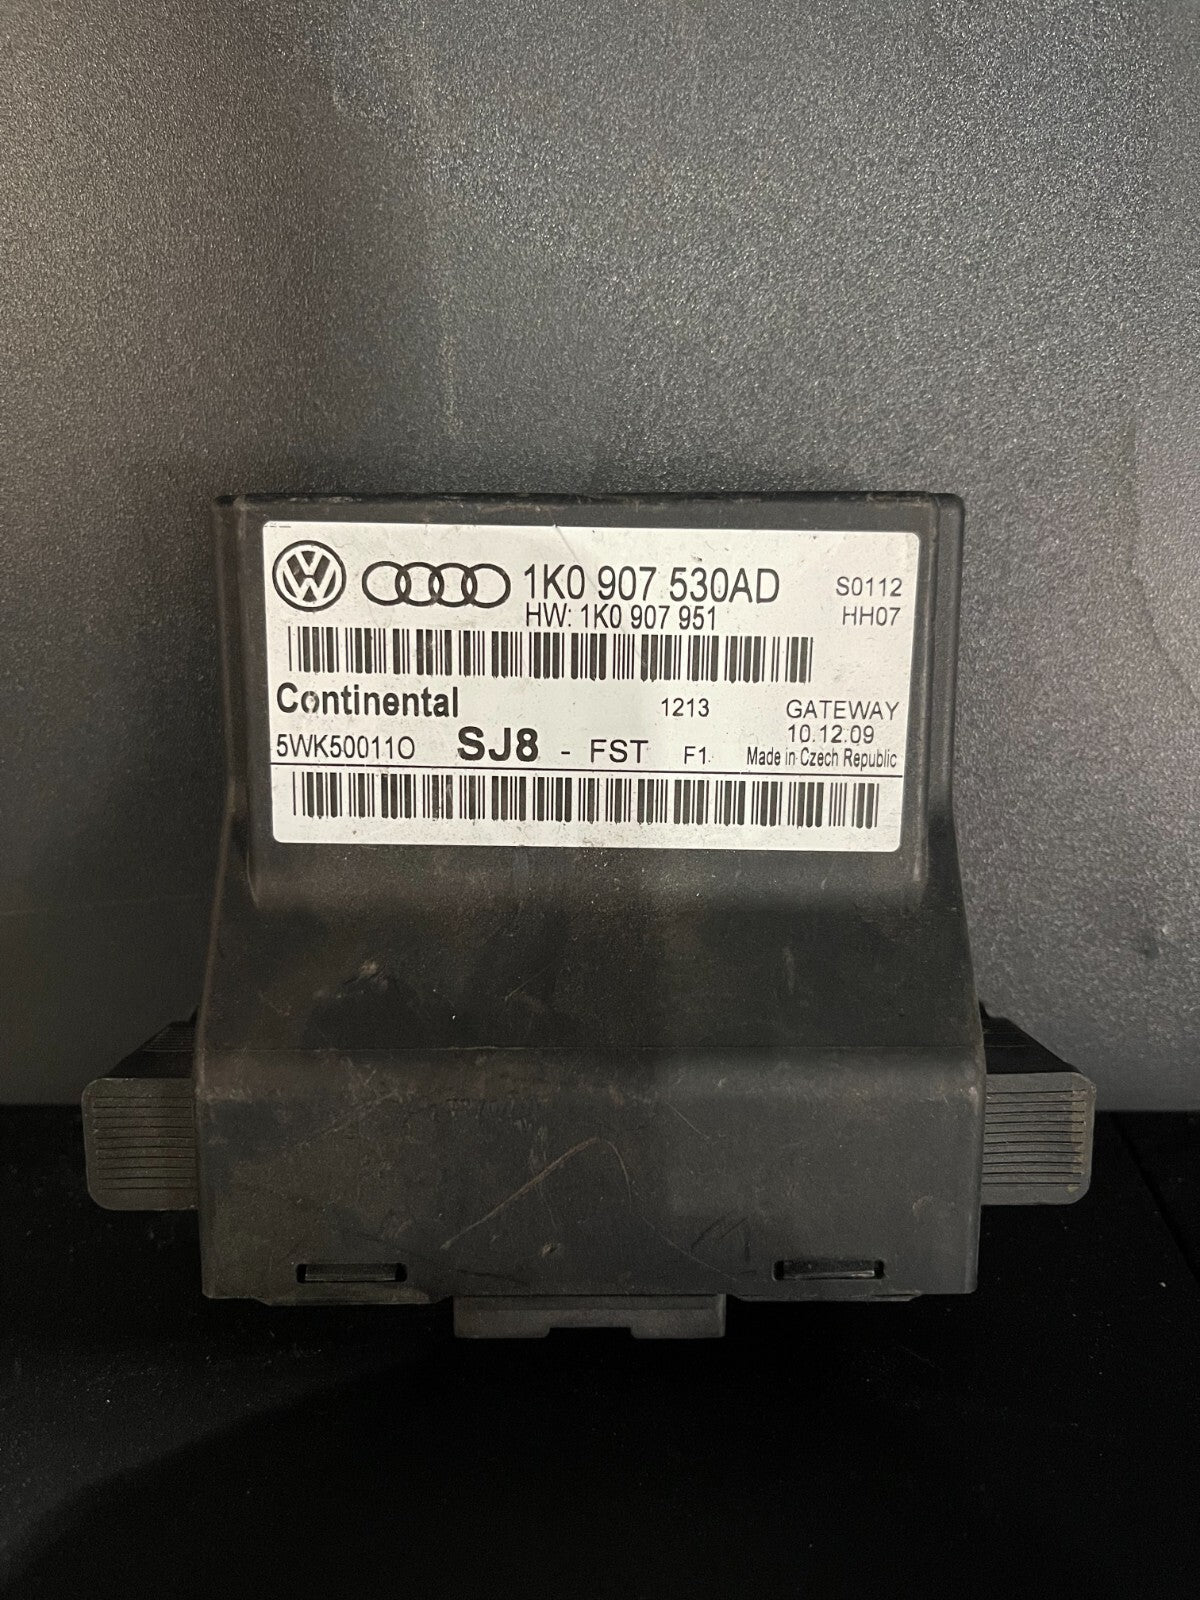 1K0 907 530AD S0112
HW: 1K0 907 951 HH07
Continental 1213 GATEWAY
10.12.09
5WK50011O SJ8 - FST F1 Made in Czech Republic